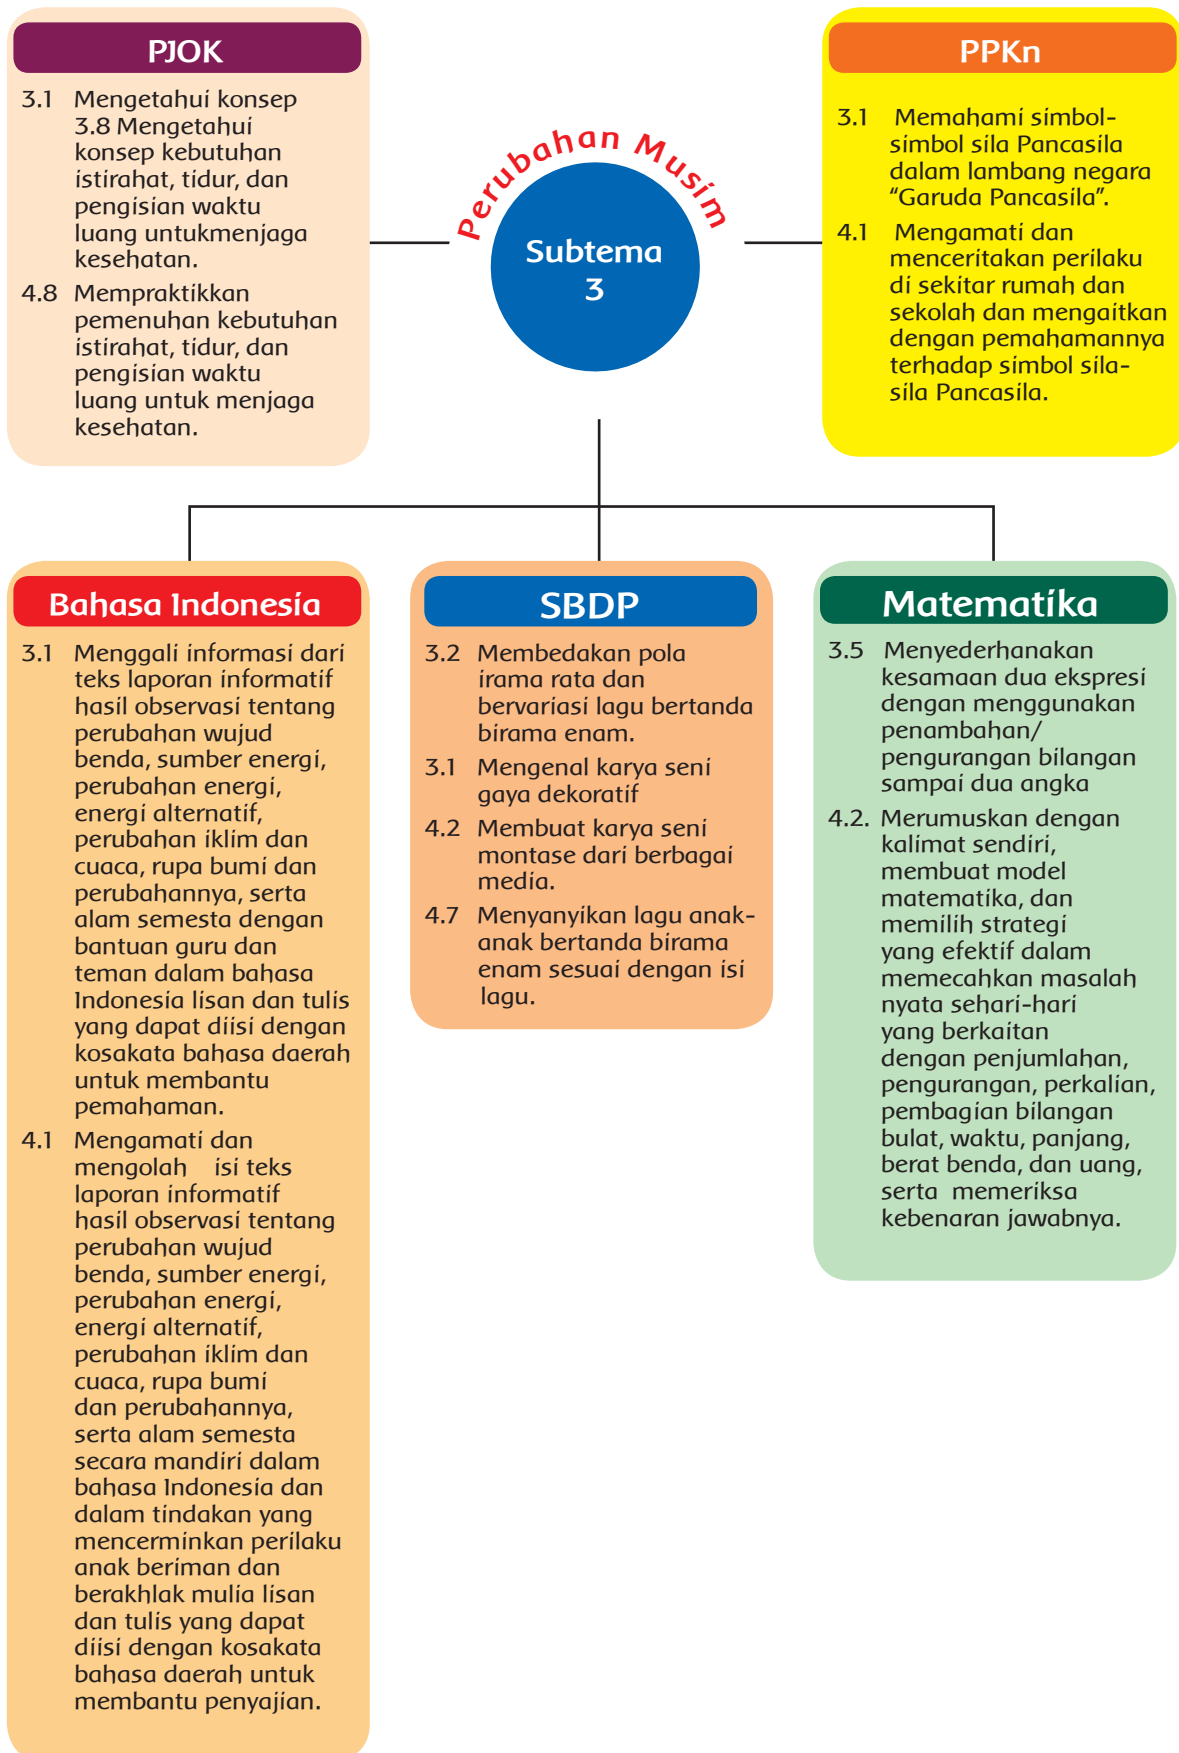 PJOK
3.1 Mengetahui konsep
3.8 Mengetahui
konsep kebutuhan
istirahat, tidur, dan
pengisian waktu
luang untukmenjaga
kesehatan.
4.8 Mempraktikkan
pemenuhan kebutuhan
istirahat, tidur, dan
pengisian waktu
luang untuk menjaga
kesehatan.
Perubahan Musim
Subtema
3
PPKn
3.1 Memahami simbol-
simbol sila Pancasila
dalam lambang negara
“Garuda Pancasila”.
4.1 Mengamati dan
menceritakan perilaku
di sekitar rumah dan
sekolah dan mengaitkan
dengan pemahamannya
terhadap simbol sila-
sila Pancasila.
Bahasa Indonesia
3.1 Menggali informasi dari
teks laporan informatif
hasil observasi tentang
perubahan wujud
benda, sumber energi,
perubahan energi,
energi alternatif,
perubahan iklim dan
cuaca, rupa bumi dan
perubahannya, serta
alam semesta dengan
bantuan guru dan
teman dalam bahasa
Indonesia lisan dan tulis
yang dapat diisi dengan
kosakata bahasa daerah
untuk membantu
pemahaman.
4.1 Mengamati dan
mengolah isi teks
laporan informatif
hasil observasi tentang
perubahan wujud
benda, sumber energi,
perubahan energi,
energi alternatif,
perubahan iklim dan
cuaca, rupa bumi
dan perubahannya,
serta alam semesta
secara mandiri dalam
bahasa Indonesia dan
dalam tindakan yang
mencerminkan perilaku
anak beriman dan
berakhlak mulia lisan
dan tulis yang dapat
diisi dengan kosakata
bahasa daerah untuk
membantu penyajian.
SBDP
3.2 Membedakan pola
irama rata dan
bervariasi lagu bertanda
birama enam.
3.1 Mengenal karya seni
gaya dekoratif
4.2 Membuat karya seni
montase dari berbagai
media.
4.7 Menyanyikan lagu anak-
anak bertanda birama
enam sesuai dengan isi
lagu.
Matematika
3.5 Menyederhanakan
kesamaan dua ekspresi
dengan menggunakan
penambahan/
pengurangan bilangan
sampai dua angka
4.2. Merumuskan dengan
kalimat sendiri,
membuat model
matematika, dan
memilih strategi
yang efektif dalam
memecahkan masalah
nyata sehari-hari
yang berkaitan
dengan penjumlahan,
pengurangan, perkalian,
pembagian bilangan
bulat, waktu, panjang,
berat benda, dan uang,
serta memeriksa
kebenaran jawabnya.